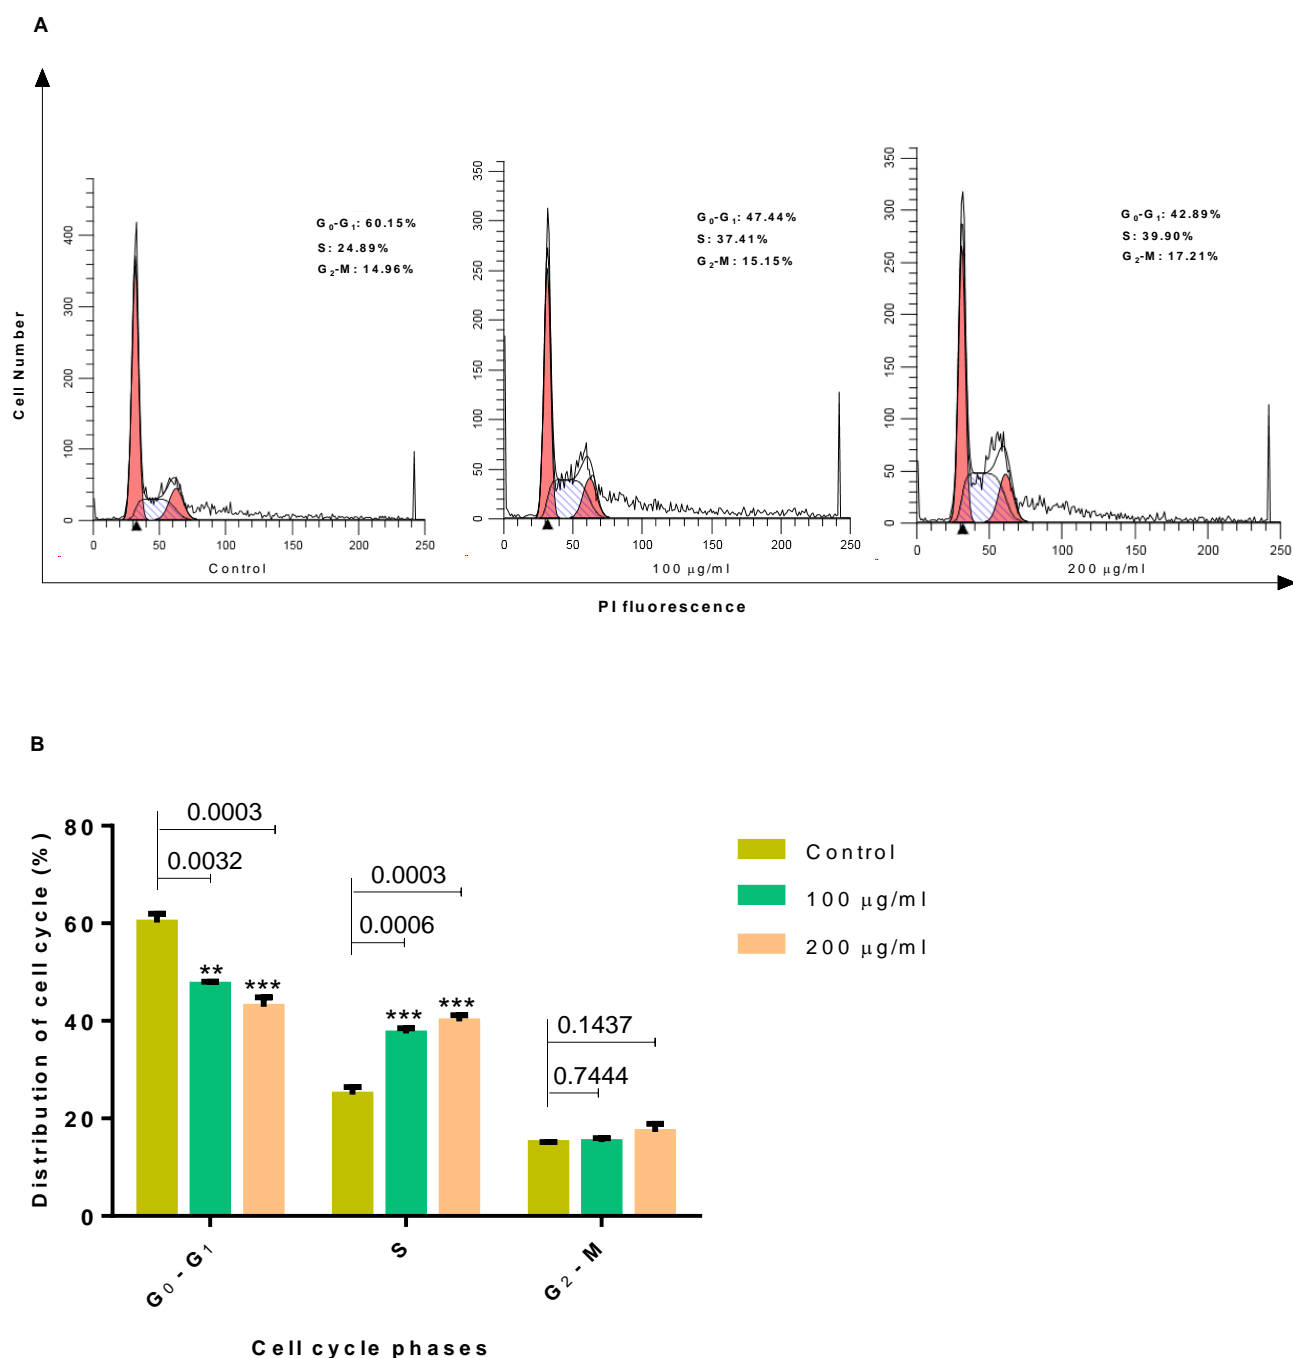 A
Cell Number
400
300
200
100
0
0 50 100 150 200 250
G0-G1: 60.15%
S: 24.89%
G2-M: 14.96%
Control
350
300
250
200
150
100
50
0
0 50 100 150 200 250
G0-G1: 47.44%
S: 37.41%
G2-M: 15.15%
100 µg/ml
350
300
250
200
150
100
50
0
0 50 100 150 200 250
G0-G1: 42.89%
S: 39.90%
G2-M: 17.21%
200 µg/ml
PI fluorescence
B
Distribution of cell cycle (%)
80
60
40
20
0
0.0003
0.0032
**
***
0.0003
0.0006
***
***
0.1437
0.7444
G0 - G1
S
G2 - M
Cell cycle phases
Control
100 µg/ml
200 µg/ml